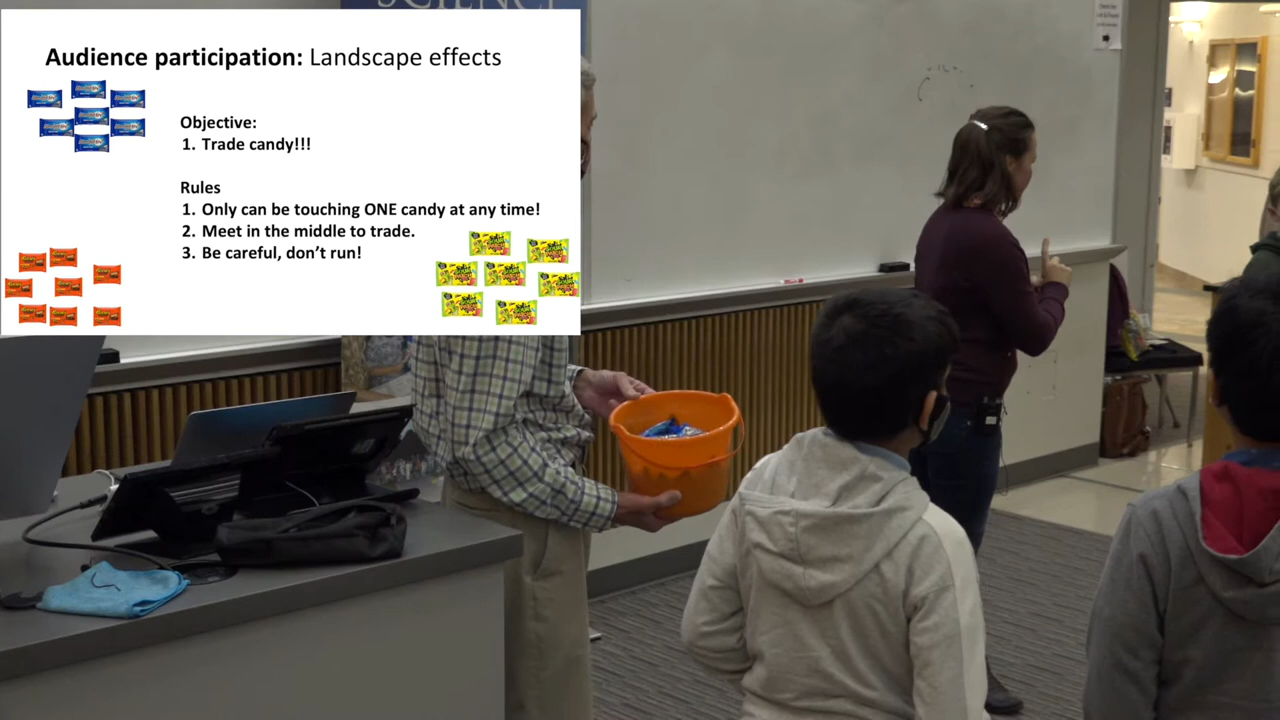 SCIENCE
Audience participation: Landscape effects
Objective:
1. Trade candy!!!
Rules
1. Only can be touching ONE candy at any time!
2. Meet in the middle to trade.
3. Be careful, don't run!